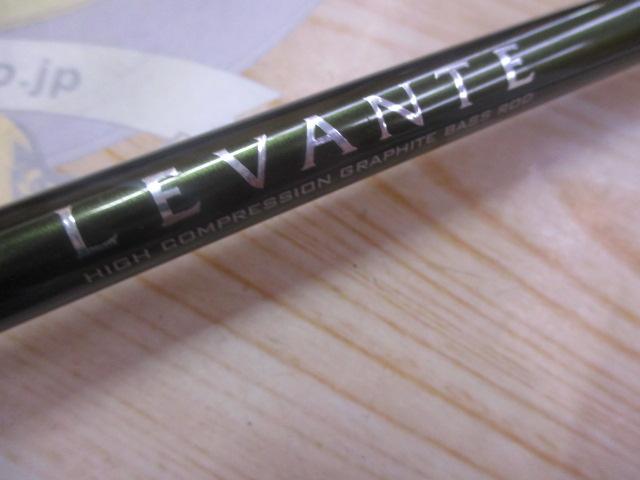 p.jp
LEVANTE
HIGH COMPRESSION GRAPHITE BASS ROD